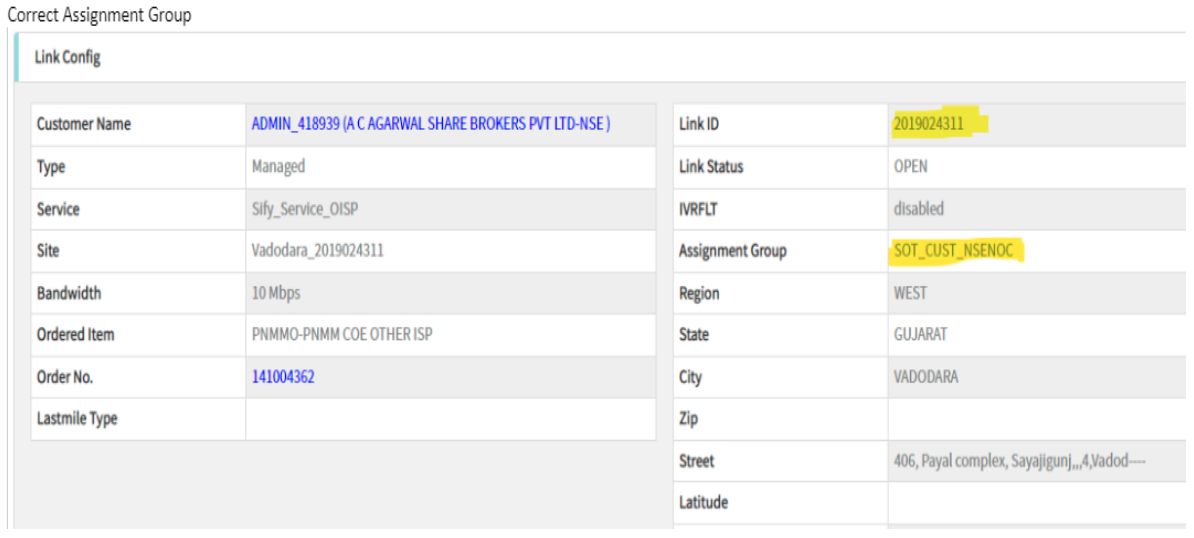 Correct Assignment Group
Link Config
Customer Name ADMIN_418939 (A C AGARWAL SHARE BROKERS PVT LTD-NSE )
Type Managed
Service Sify_Service_OISP
Site Vadodara_2019024311
Bandwidth 10 Mbps
Ordered Item PNMMO-PNMM COE OTHER ISP
Order No. 141004362
Lastmile Type
Link ID 2019024311
Link Status OPEN
IVRFLT disabled
Assignment Group SOT_CUST_NSENOC
Region WEST
State GUJARAT
City VADODARA
Zip
Street 406, Payal complex, Sayajigunj,,,4,Vadod----
Latitude